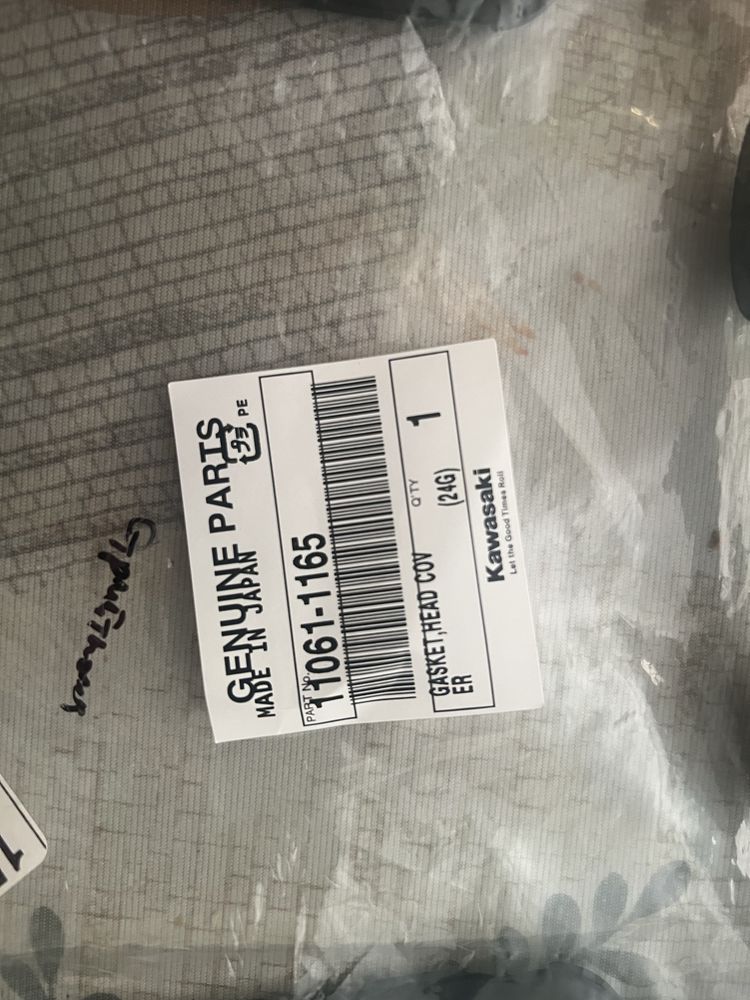 GENUINE PARTS
MADE IN JAPAN
PE
PART No.
11061-1165
Q'TY
1
GASKET,HEAD COV
(24G)
ER
Kawasaki
Let the Good Times Roll